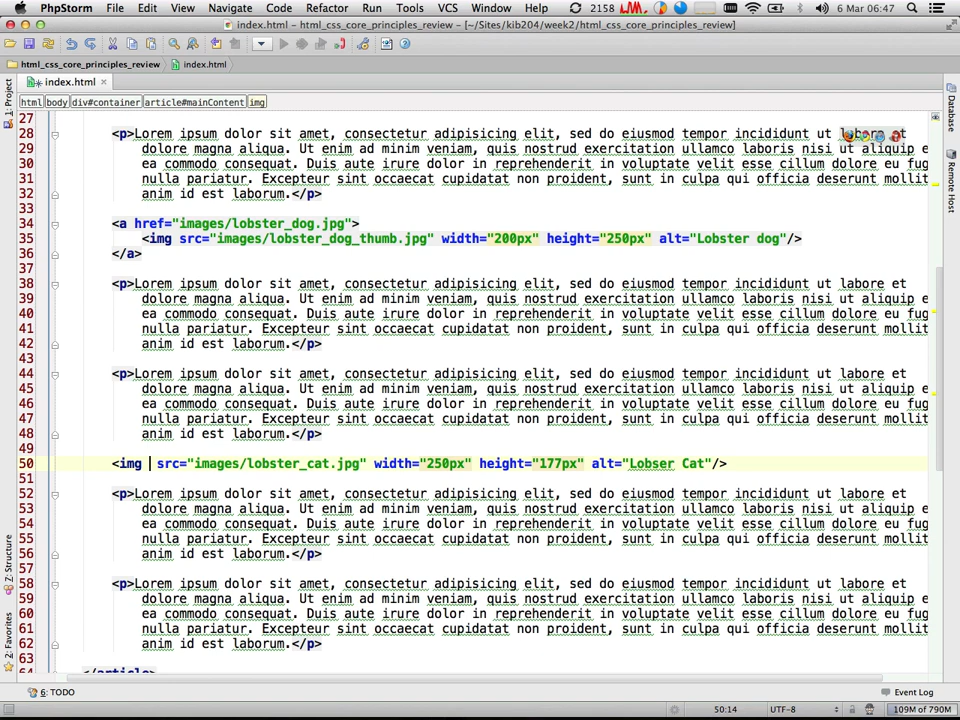 PhpStorm File Edit View Navigate Code Refactor Run Tools VCS Window Help 2158 6 Mar 06:47
index.html - html_css_core_principles_review - [~/Sites/kib204/week2/html_css_core_principles_review]
html_css_core_principles_review index.html
index.html
html body div#container article#mainContent img
27
28 <p>Lorem ipsum dolor sit amet, consectetur adipisicing elit, sed do eiusmod tempor incididunt ut labore et
29 dolore magna aliqua. Ut enim ad minim veniam, quis nostrud exercitation ullamco laboris nisi ut aliquip e
30 ea commodo consequat. Duis aute irure dolor in reprehenderit in voluptate velit esse cillum dolore eu fug
31 nulla pariatur. Excepteur sint occaecat cupidatat non proident, sunt in culpa qui officia deserunt mollit
32 anim id est laborum.</p>
33
34 <a href="images/lobster_dog.jpg">
35 <img src="images/lobster_dog_thumb.jpg" width="200px" height="250px" alt="Lobster dog"/>
36 </a>
37
38 <p>Lorem ipsum dolor sit amet, consectetur adipisicing elit, sed do eiusmod tempor incididunt ut labore et
39 dolore magna aliqua. Ut enim ad minim veniam, quis nostrud exercitation ullamco laboris nisi ut aliquip e
40 ea commodo consequat. Duis aute irure dolor in reprehenderit in voluptate velit esse cillum dolore eu fug
41 nulla pariatur. Excepteur sint occaecat cupidatat non proident, sunt in culpa qui officia deserunt mollit
42 anim id est laborum.</p>
43
44 <p>Lorem ipsum dolor sit amet, consectetur adipisicing elit, sed do eiusmod tempor incididunt ut labore et
45 dolore magna aliqua. Ut enim ad minim veniam, quis nostrud exercitation ullamco laboris nisi ut aliquip e
46 ea commodo consequat. Duis aute irure dolor in reprehenderit in voluptate velit esse cillum dolore eu fug
47 nulla pariatur. Excepteur sint occaecat cupidatat non proident, sunt in culpa qui officia deserunt mollit
48 anim id est laborum.</p>
49
50 <img  src="images/lobster_cat.jpg" width="250px" height="177px" alt="Lobser Cat"/>
51
52 <p>Lorem ipsum dolor sit amet, consectetur adipisicing elit, sed do eiusmod tempor incididunt ut labore et
53 dolore magna aliqua. Ut enim ad minim veniam, quis nostrud exercitation ullamco laboris nisi ut aliquip e
54 ea commodo consequat. Duis aute irure dolor in reprehenderit in voluptate velit esse cillum dolore eu fug
55 nulla pariatur. Excepteur sint occaecat cupidatat non proident, sunt in culpa qui officia deserunt mollit
56 anim id est laborum.</p>
57
58 <p>Lorem ipsum dolor sit amet, consectetur adipisicing elit, sed do eiusmod tempor incididunt ut labore et
59 dolore magna aliqua. Ut enim ad minim veniam, quis nostrud exercitation ullamco laboris nisi ut aliquip e
60 ea commodo consequat. Duis aute irure dolor in reprehenderit in voluptate velit esse cillum dolore eu fug
61 nulla pariatur. Excepteur sint occaecat cupidatat non proident, sunt in culpa qui officia deserunt mollit
62 anim id est laborum.</p>
63
64 </article>
1: Project
Z: Structure
2: Favorites
Database
Remote Host
6: TODO Event Log
50:14 UTF-8 109M of 790M